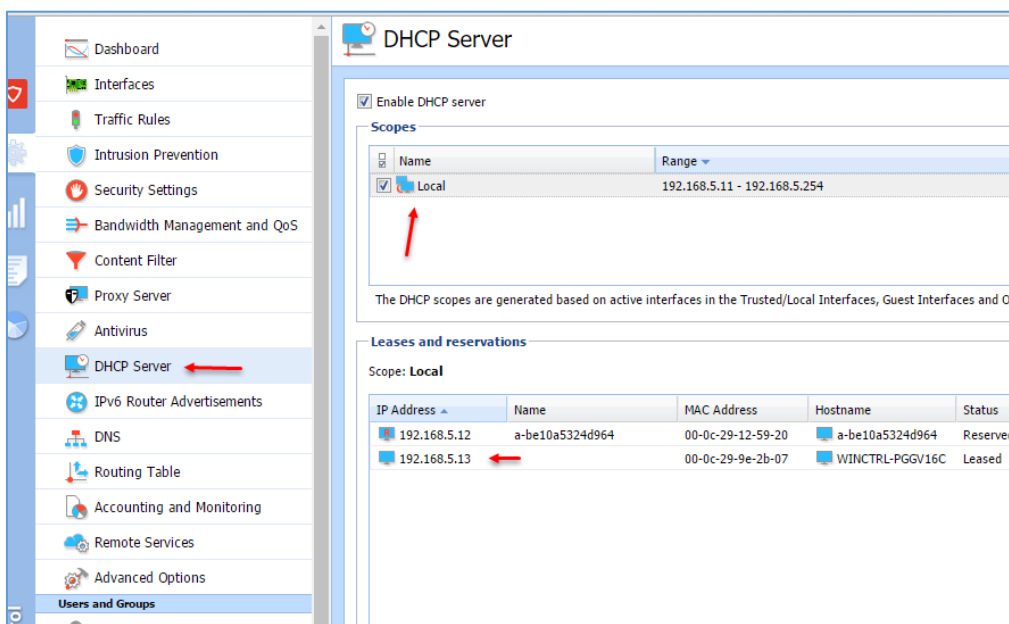 DHCP Server
Dashboard
Interfaces
Traffic Rules
Intrusion Prevention
Security Settings
Bandwidth Management and QoS
Content Filter
Proxy Server
Antivirus
DHCP Server
IPv6 Router Advertisements
DNS
Routing Table
Accounting and Monitoring
Remote Services
Advanced Options
Users and Groups
Enable DHCP server
Scopes
Name Range
Local 192.168.5.11 - 192.168.5.254
The DHCP scopes are generated based on active interfaces in the Trusted/Local Interfaces, Guest Interfaces and O
Leases and reservations
Scope: Local
IP Address Name MAC Address Hostname Status
192.168.5.12 a-be10a5324d964 00-0c-29-12-59-20 a-be10a5324d964 Reserve
192.168.5.13 00-0c-29-9e-2b-07 WINCTRL-PGGV16C Leased